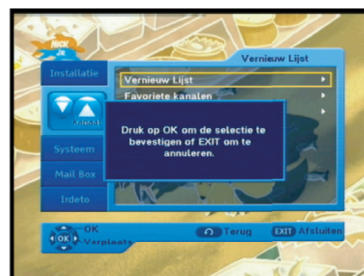 NICK
Jr.
Vernieuw Lijst
Installatie
Vernieuw Lijst
Favoriete kanalen
Kanaal
Druk op OK om de selectie te
bevestigen of EXIT om te
annuleren.
Systeem
Mail Box
Irdeto
OK
OK
Verplaats
Terug
EXIT Afsluiten